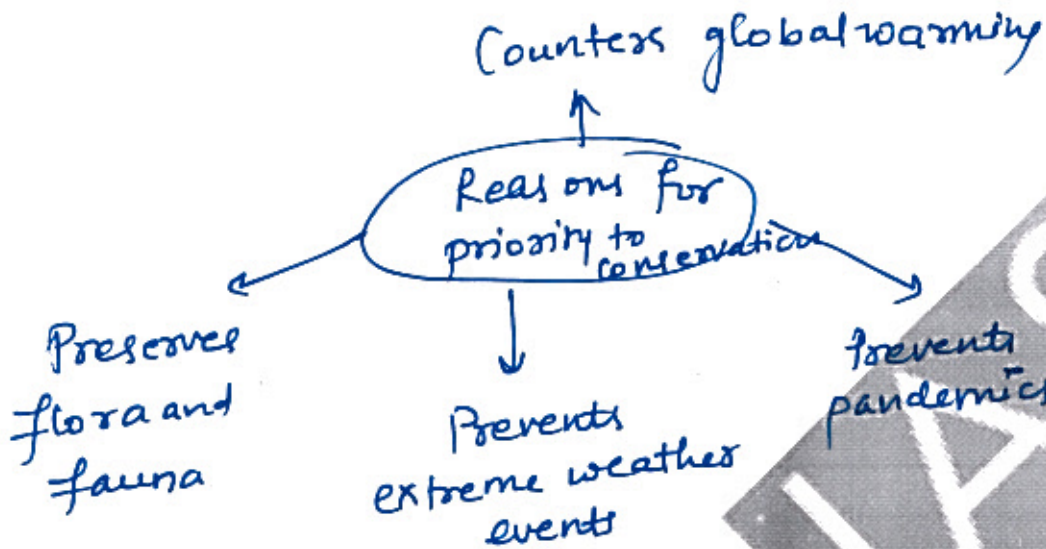 Counters global warming
Reasons for
priority to
conservation
Preserves
flora and
fauna
Prevents
extreme weather
events
Prevents
pandemics